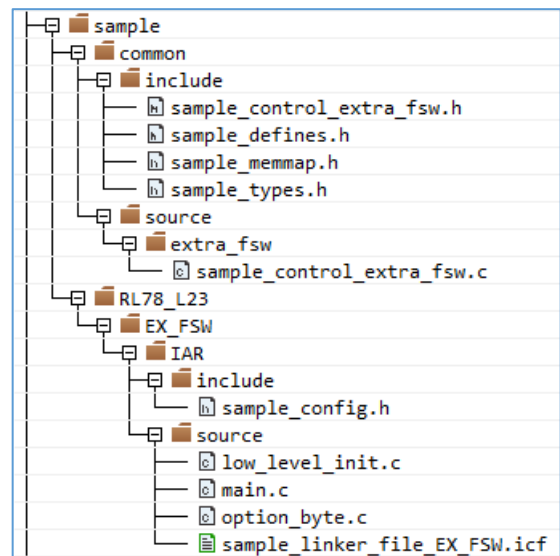 sample
common
include
sample_control_extra_fsw.h
sample_defines.h
sample_memmap.h
sample_types.h
source
extra_fsw
sample_control_extra_fsw.c
RL78_L23
EX_FSW
IAR
include
sample_config.h
source
low_level_init.c
main.c
option_byte.c
sample_linker_file_EX_FSW.icf